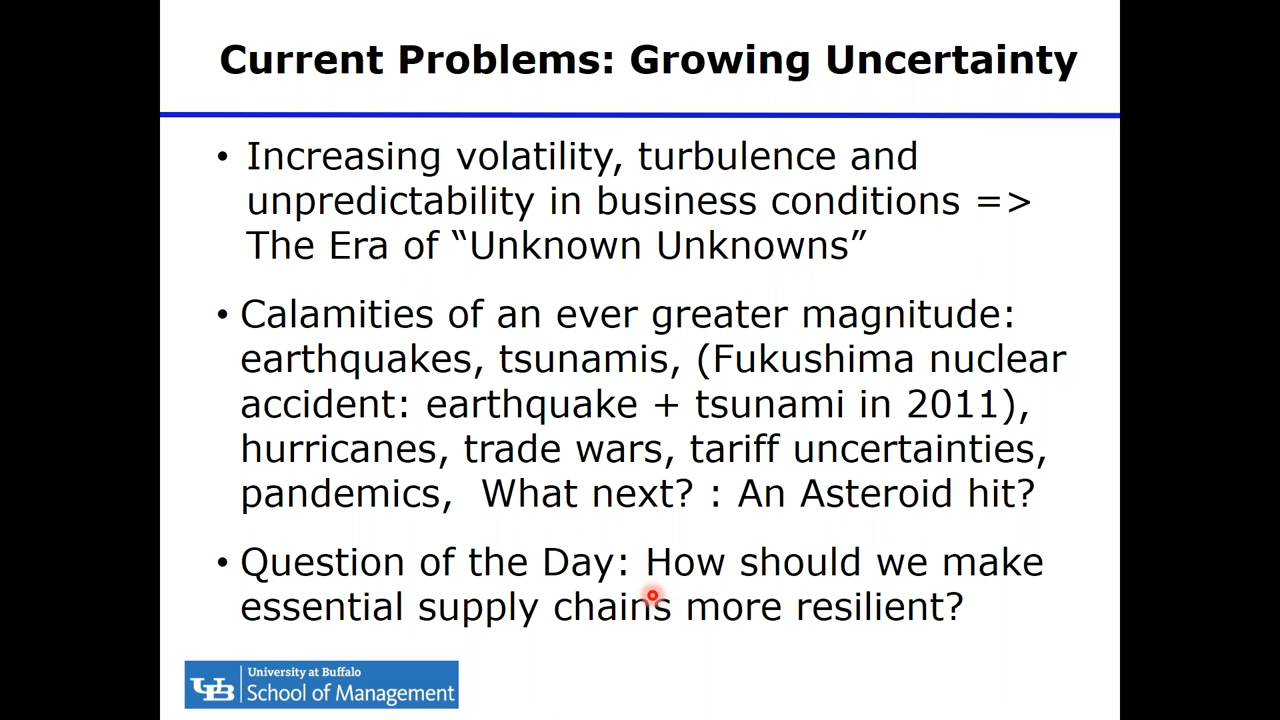 Current Problems: Growing Uncertainty
• Increasing volatility, turbulence and
unpredictability in business conditions =>
The Era of “Unknown Unknowns”
• Calamities of an ever greater magnitude:
earthquakes, tsunamis, (Fukushima nuclear
accident: earthquake + tsunami in 2011),
hurricanes, trade wars, tariff uncertainties,
pandemics,  What next? : An Asteroid hit?
• Question of the Day: How should we make
essential supply chains more resilient?
UB
University at Buffalo
School of Management